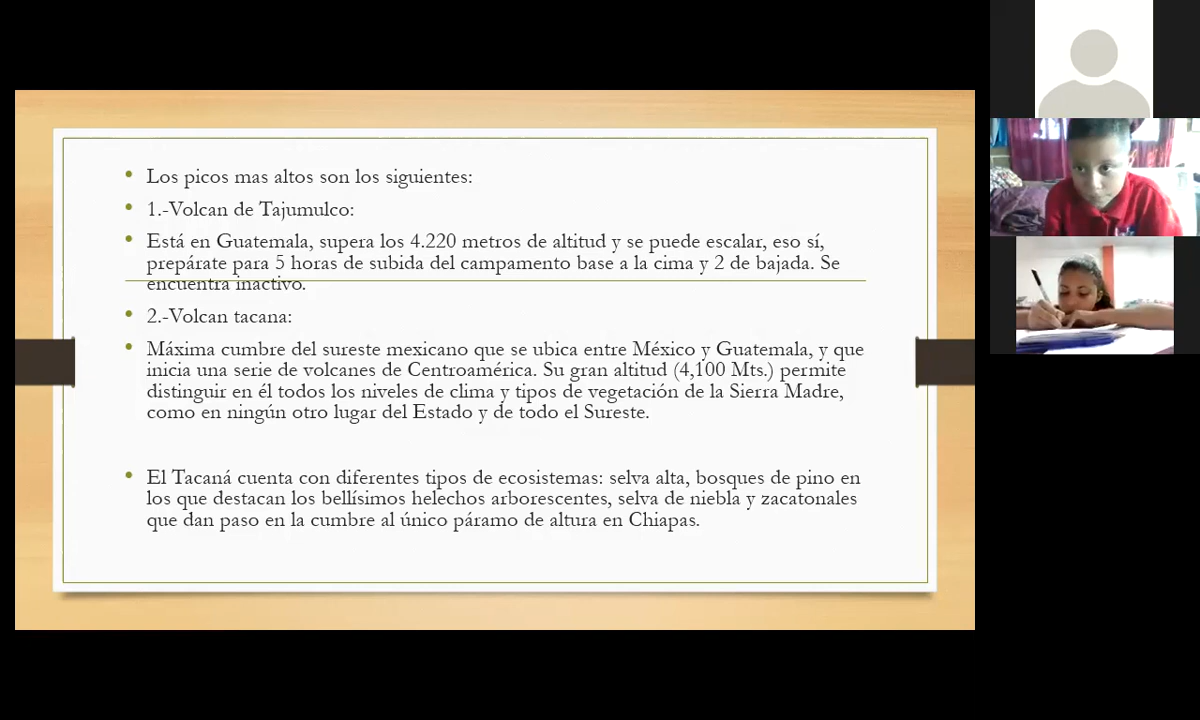 Los picos mas altos son los siguientes:
1.-Volcan de Tajumulco:
Está en Guatemala, supera los 4.220 metros de altitud y se puede escalar, eso sí,
prepárate para 5 horas de subida del campamento base a la cima y 2 de bajada. Se
encuentra inactivo.
2.-Volcan tacana:
Máxima cumbre del sureste mexicano que se ubica entre México y Guatemala, y que
inicia una serie de volcanes de Centroamérica. Su gran altitud (4,100 Mts.) permite
distinguir en él todos los niveles de clima y tipos de vegetación de la Sierra Madre,
como en ningún otro lugar del Estado y de todo el Sureste.
El Tacaná cuenta con diferentes tipos de ecosistemas: selva alta, bosques de pino en
los que destacan los bellísimos helechos arborescentes, selva de niebla y zacatonales
que dan paso en la cumbre al único páramo de altura en Chiapas.